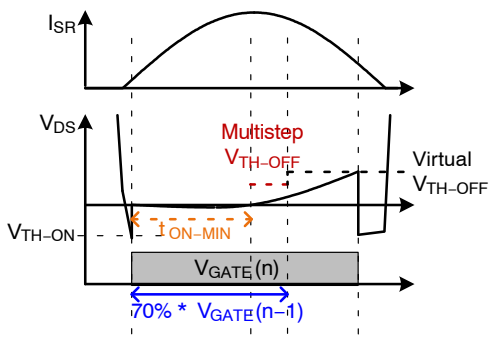 ISR
VDS
Multistep
VTH-OFF
Virtual
VTH-OFF
VTH-ON
tON-MIN
VGATE(n)
70% * VGATE(n-1)